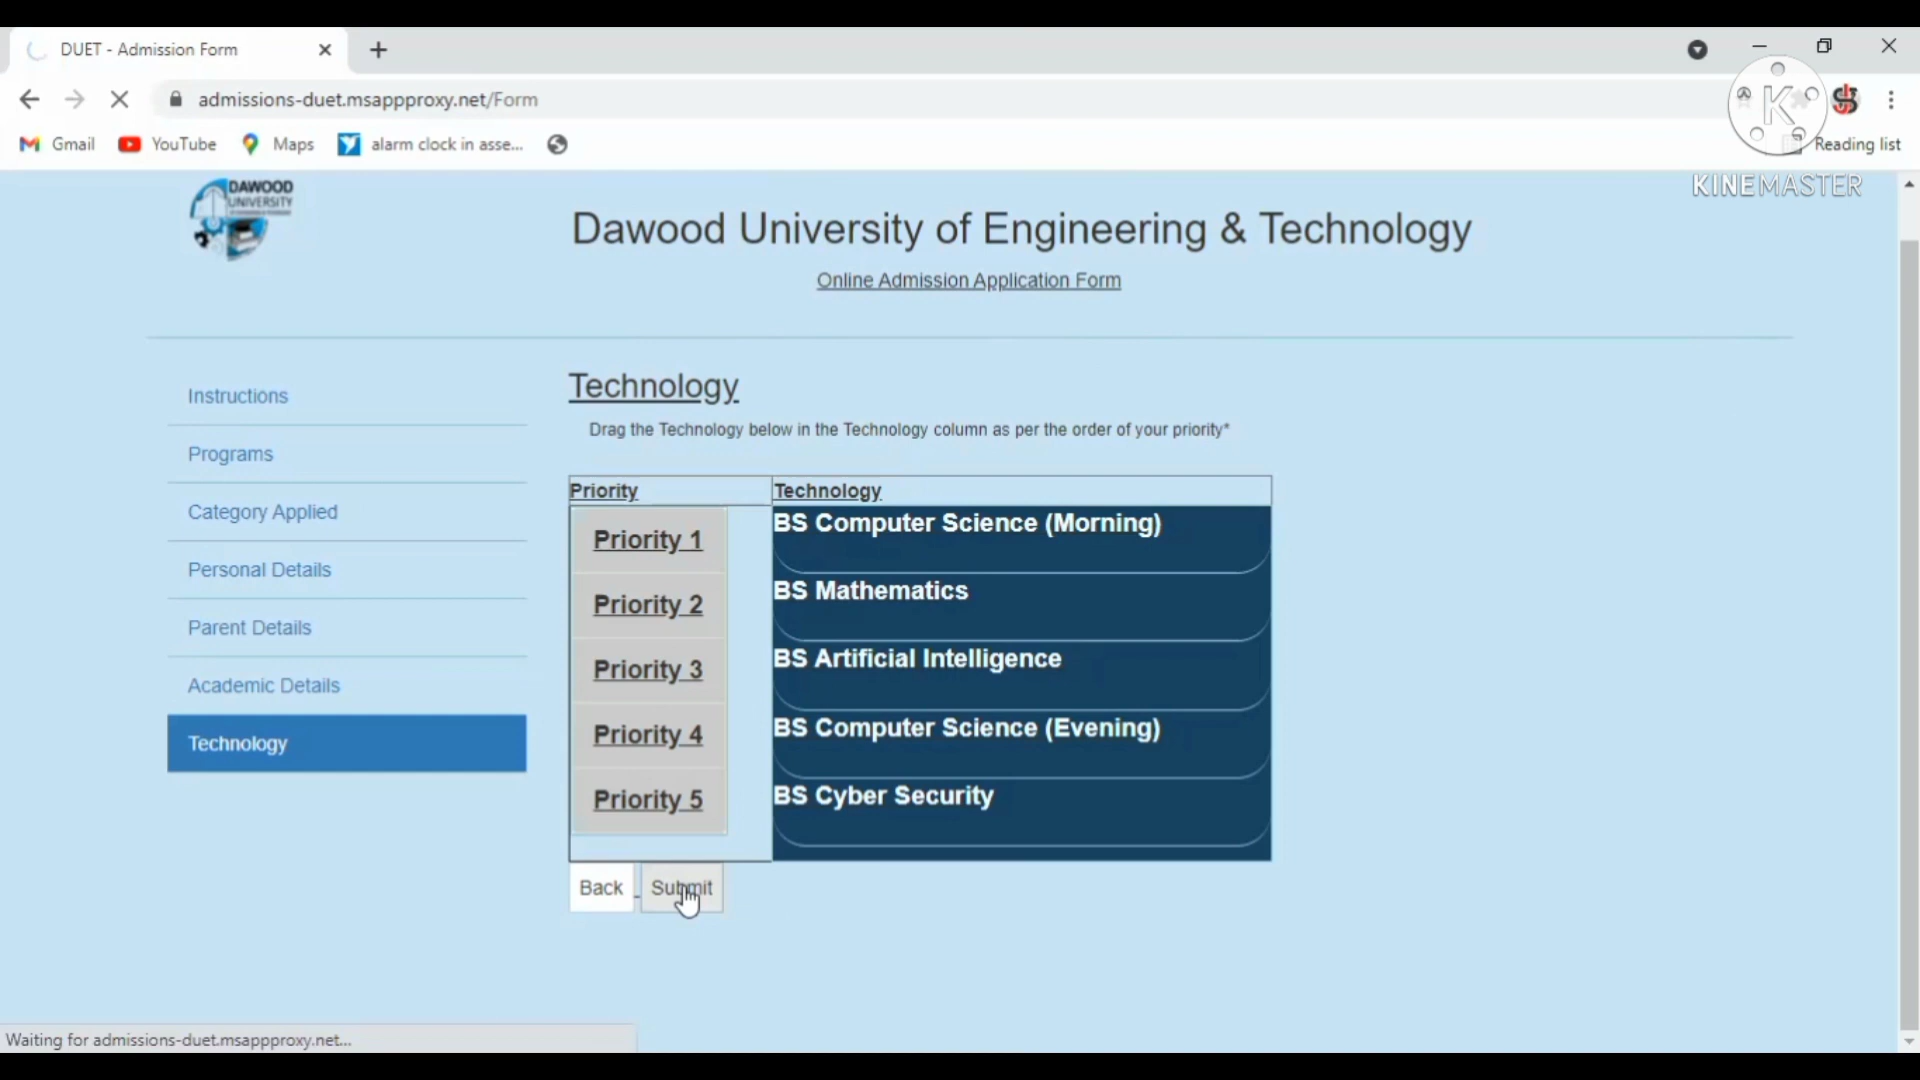 DUET - Admission Form
admissions-duet.msappproxy.net/Form
Gmail YouTube Maps alarm clock in asse... Reading list
K
KINEMASTER
DAWOOD
UNIVERSITY
Dawood University of Engineering & Technology
Online Admission Application Form
Instructions
Programs
Category Applied
Personal Details
Parent Details
Academic Details
Technology
Technology
Drag the Technology below in the Technology column as per the order of your priority*
Priority Technology
Priority 1 BS Computer Science (Morning)
Priority 2 BS Mathematics
Priority 3 BS Artificial Intelligence
Priority 4 BS Computer Science (Evening)
Priority 5 BS Cyber Security
Back Submit
Waiting for admissions-duet.msappproxy.net...